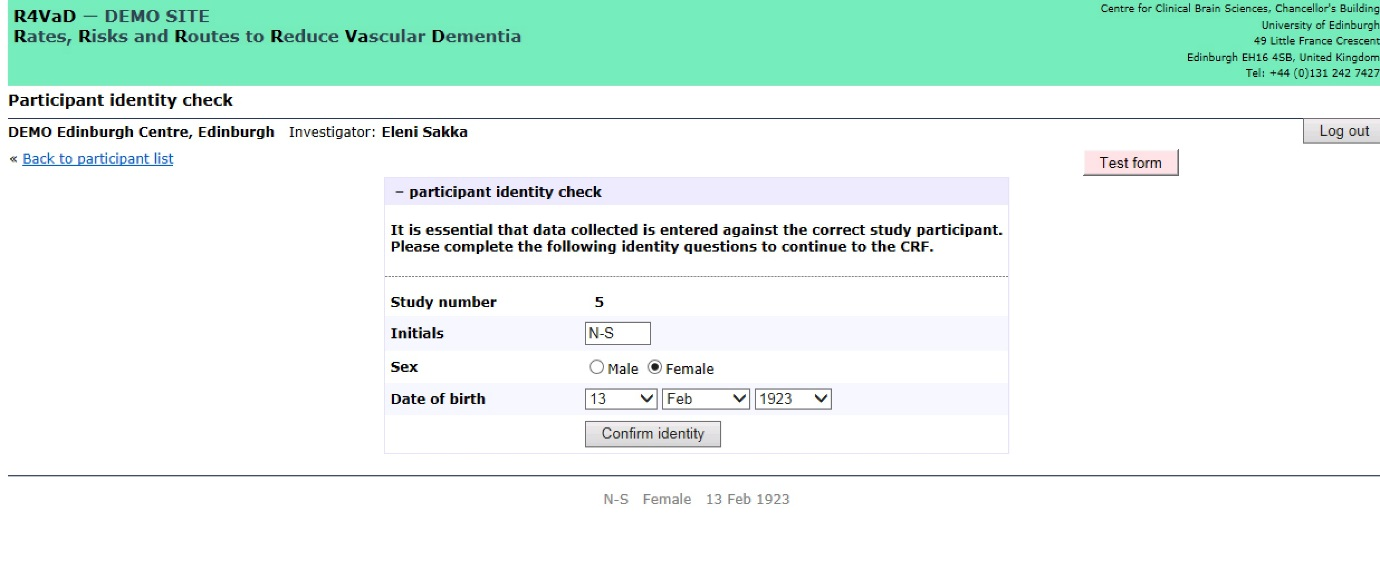 R4VaD — DEMO SITE
Rates, Risks and Routes to Reduce Vascular Dementia
Centre for Clinical Brain Sciences, Chancellor's Building
University of Edinburgh
49 Little France Crescent
Edinburgh EH16 4SB, United Kingdom
Tel: +44 (0)131 242 7427
Participant identity check
DEMO Edinburgh Centre, Edinburgh Investigator: Eleni Sakka
Log out
« Back to participant list
Test form
– participant identity check
It is essential that data collected is entered against the correct study participant.
Please complete the following identity questions to continue to the CRF.
Study number 5
Initials N-S
Sex Male Female
Date of birth 13 Feb 1923
Confirm identity
N-S Female 13 Feb 1923